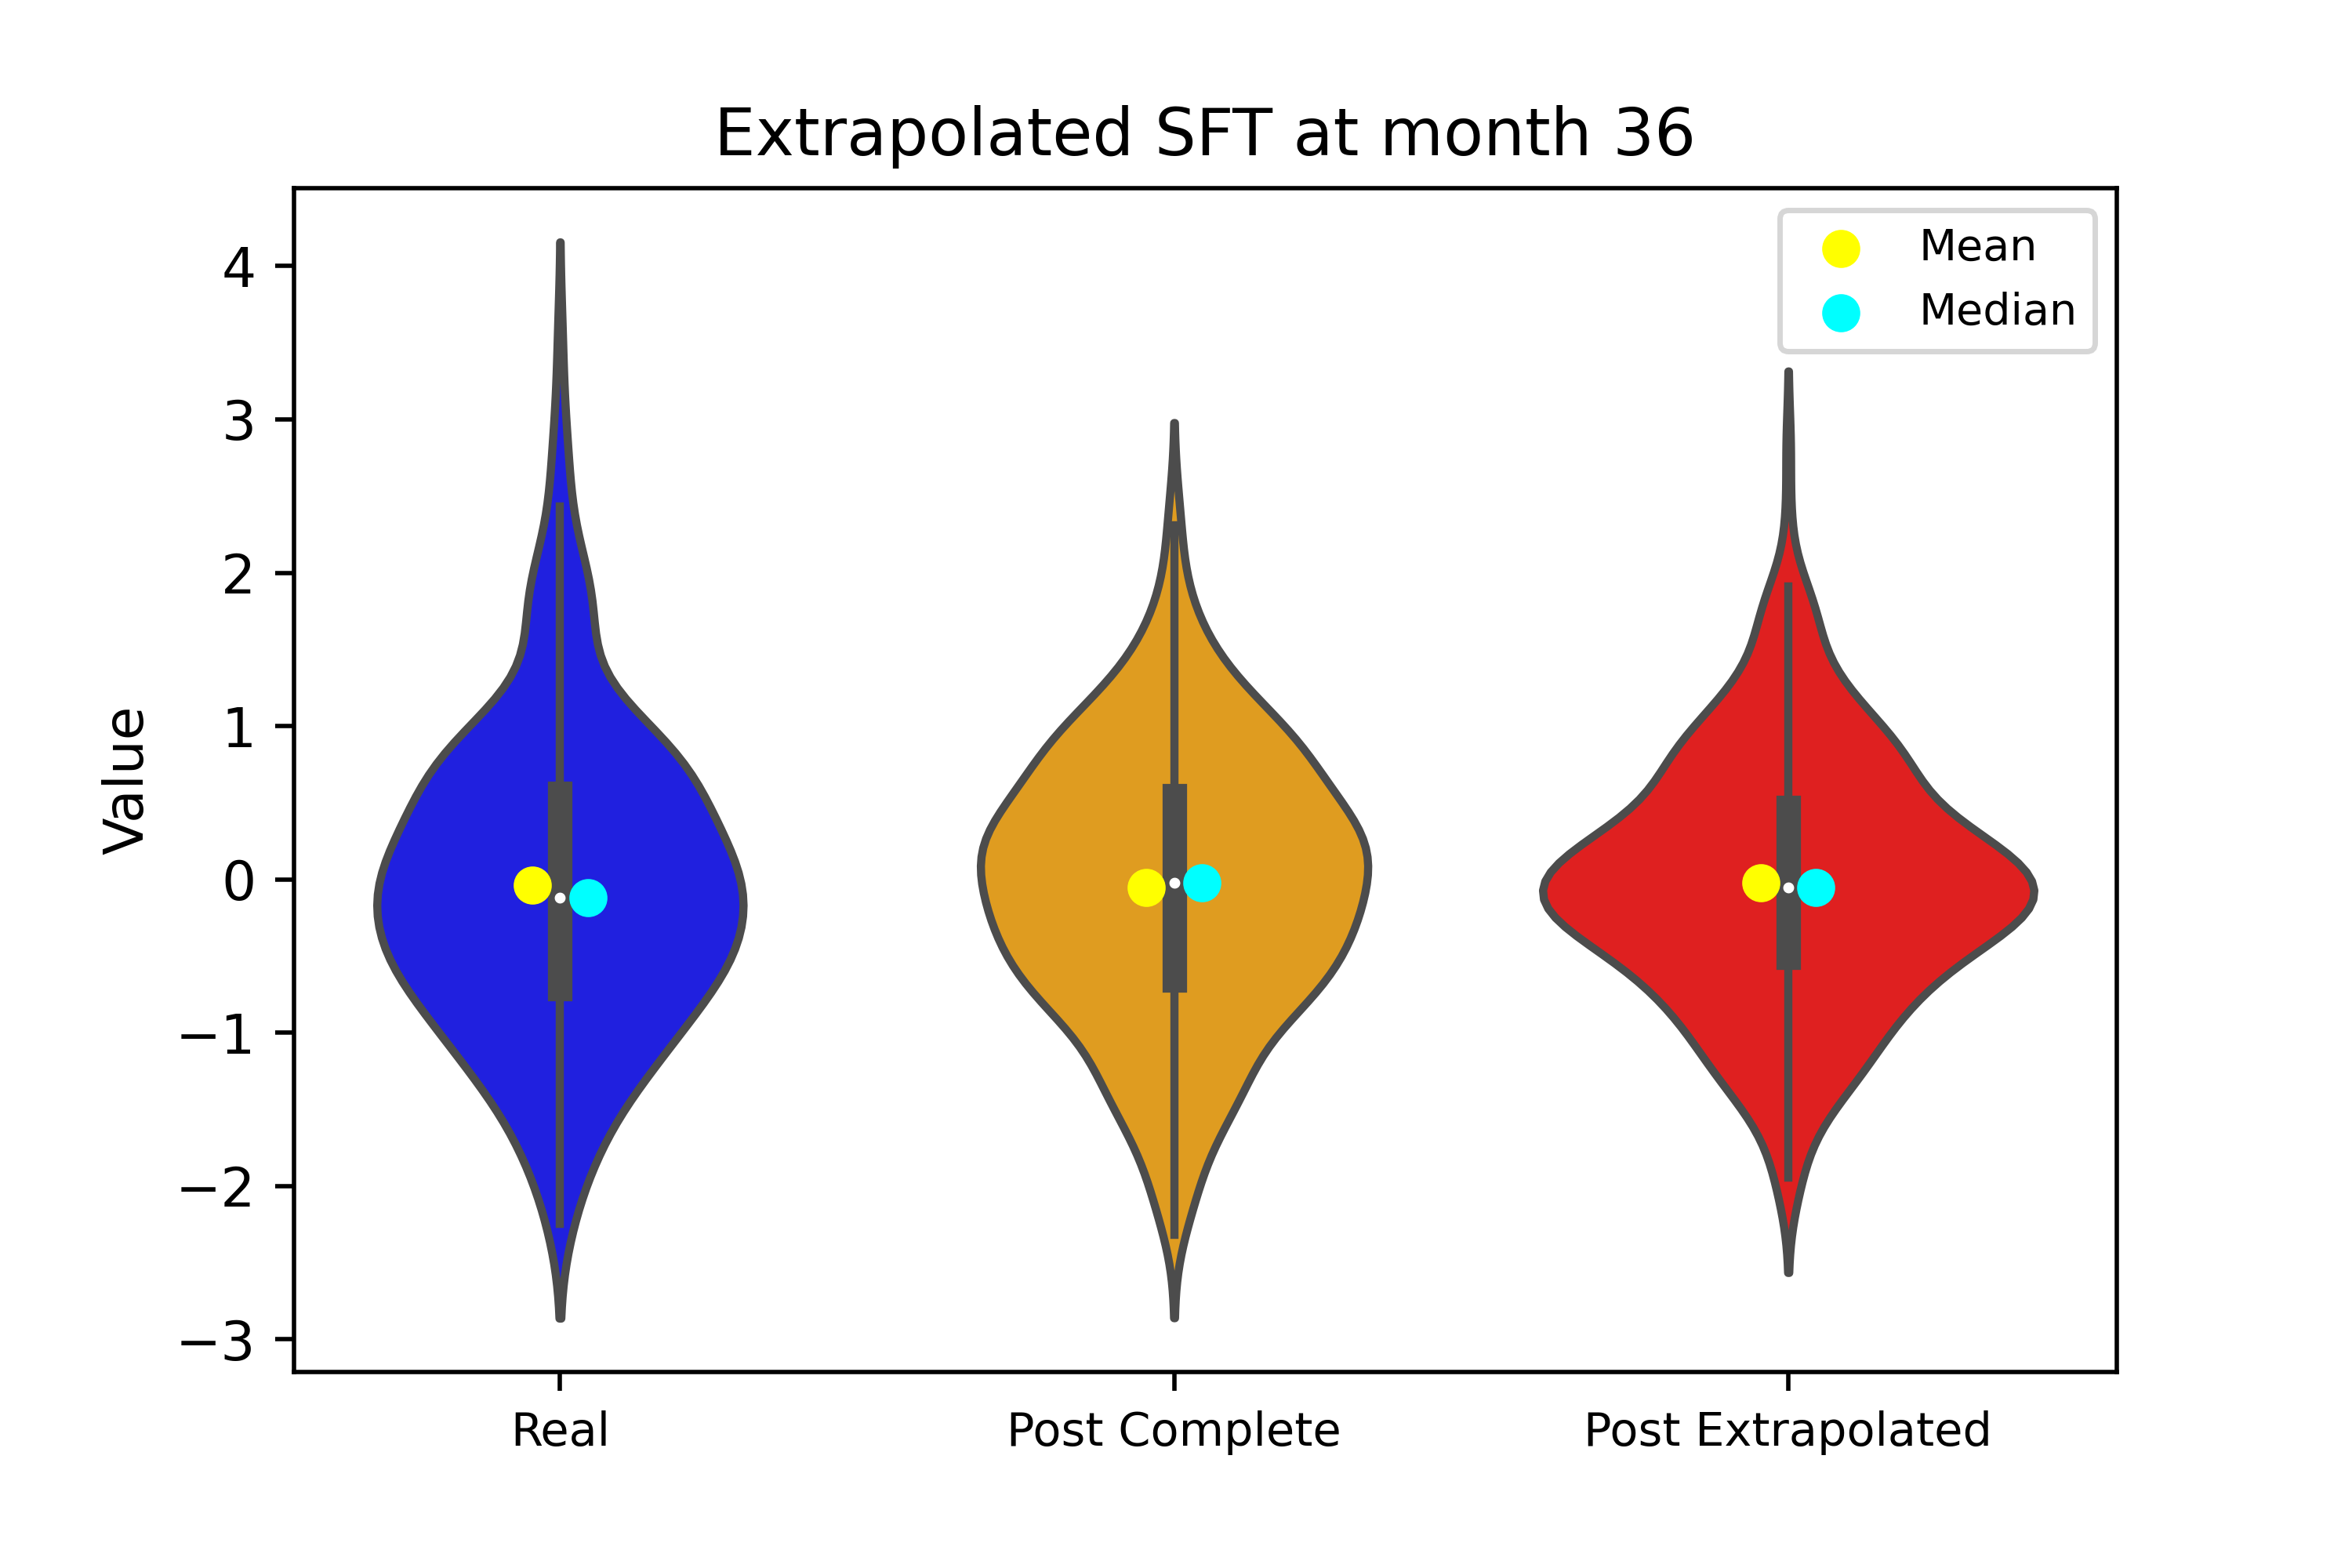 Extrapolated SFT at month 36
Mean
Median
4
3
2
1
0
−1
−2
−3
Value
Real
Post Complete
Post Extrapolated